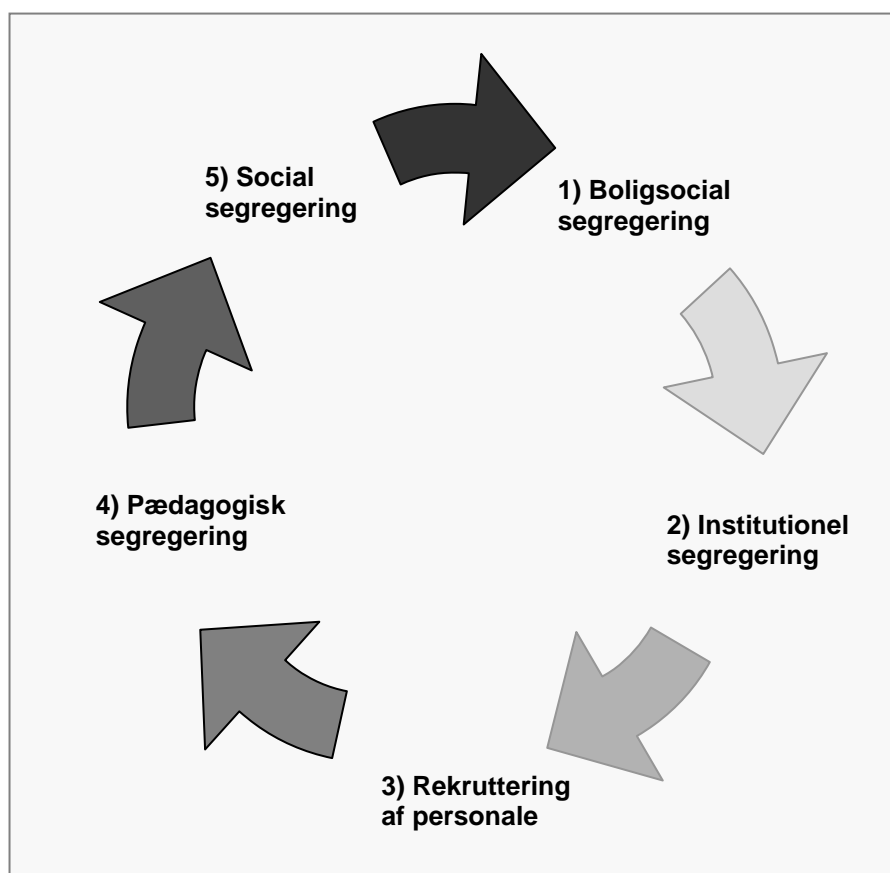 1) Boligsocial
segregering
2) Institutionel
segregering
3) Rekruttering
af personale
4) Pædagogisk
segregering
5) Social
segregering